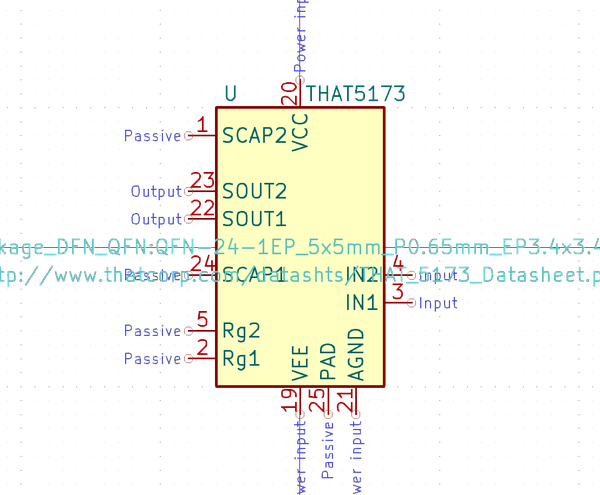 Power inp
20
U THAT5173
VCC
Passive 1 SCAP2
Output 23 SOUT2
Output 22 SOUT1
kage_DFN_QFN:QFN-24-1EP_5x5mm_P0.65mm_EP3.4x3.4
Passive 24 SCAP1 IN2 4 Input
tp://www.thatcorp.com/datashts/THAT_5173_Datasheet.p
IN1 3 Input
Passive 5 Rg2
Passive 2 Rg1
VEE PAD AGND
19 25 21
wer input Passive wer input